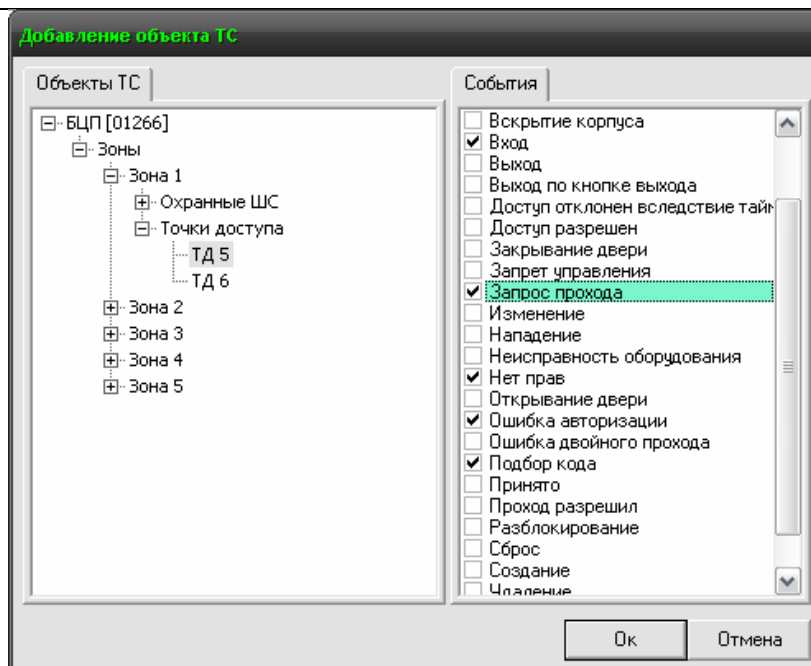 Добавление объекта ТС
Объекты ТС
БЦП [01266]
Зоны
Зона 1
Охранные ШС
Точки доступа
ТД 5
ТД 6
Зона 2
Зона 3
Зона 4
Зона 5
События
Вскрытие корпуса
Вход
Выход
Выход по кнопке выхода
Доступ отклонен вследствие
Доступ разрешен
Закрывание двери
Запрет управления
Запрос прохода
Изменение
Нападение
Неисправность оборудования
Нет прав
Открывание двери
Ошибка авторизации
Ошибка двойного прохода
Подбор кода
Принято
Проход разрешил
Разблокирование
Сброс
Создание
Удаление
Ок
Отмена